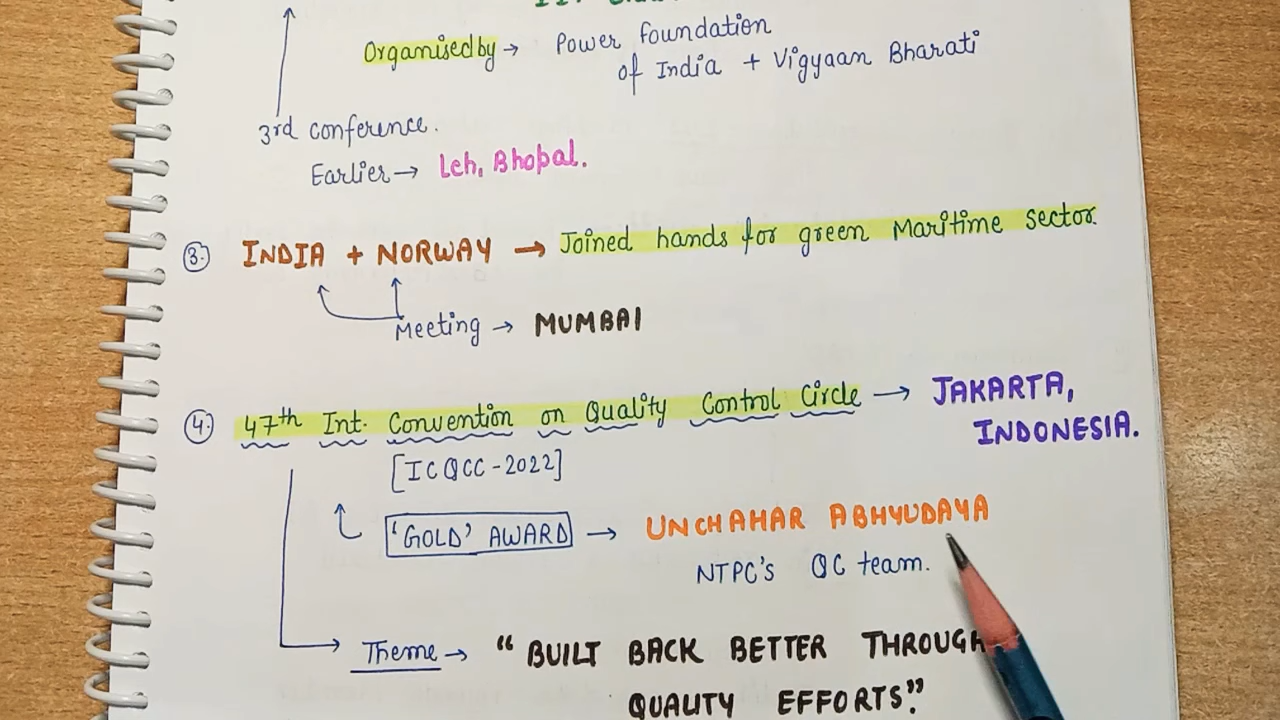 Organised by → Power foundation
of India + Vigyaan Bharati
3rd conference.
Earlier → Leh, Bhopal.
3. INDIA + NORWAY → Joined hands for green Maritime sector.
Meeting → MUMBAI
4. 47th Int. Convention on Quality Control Circle → JAKARTA,
INDONESIA.
[ICQCC-2022]
'GOLD' AWARD → UNCHAHAR ABHYUDAYA
NTPC's QC team.
Theme → "BUILT BACK BETTER THROUGH
QUALITY EFFORTS."